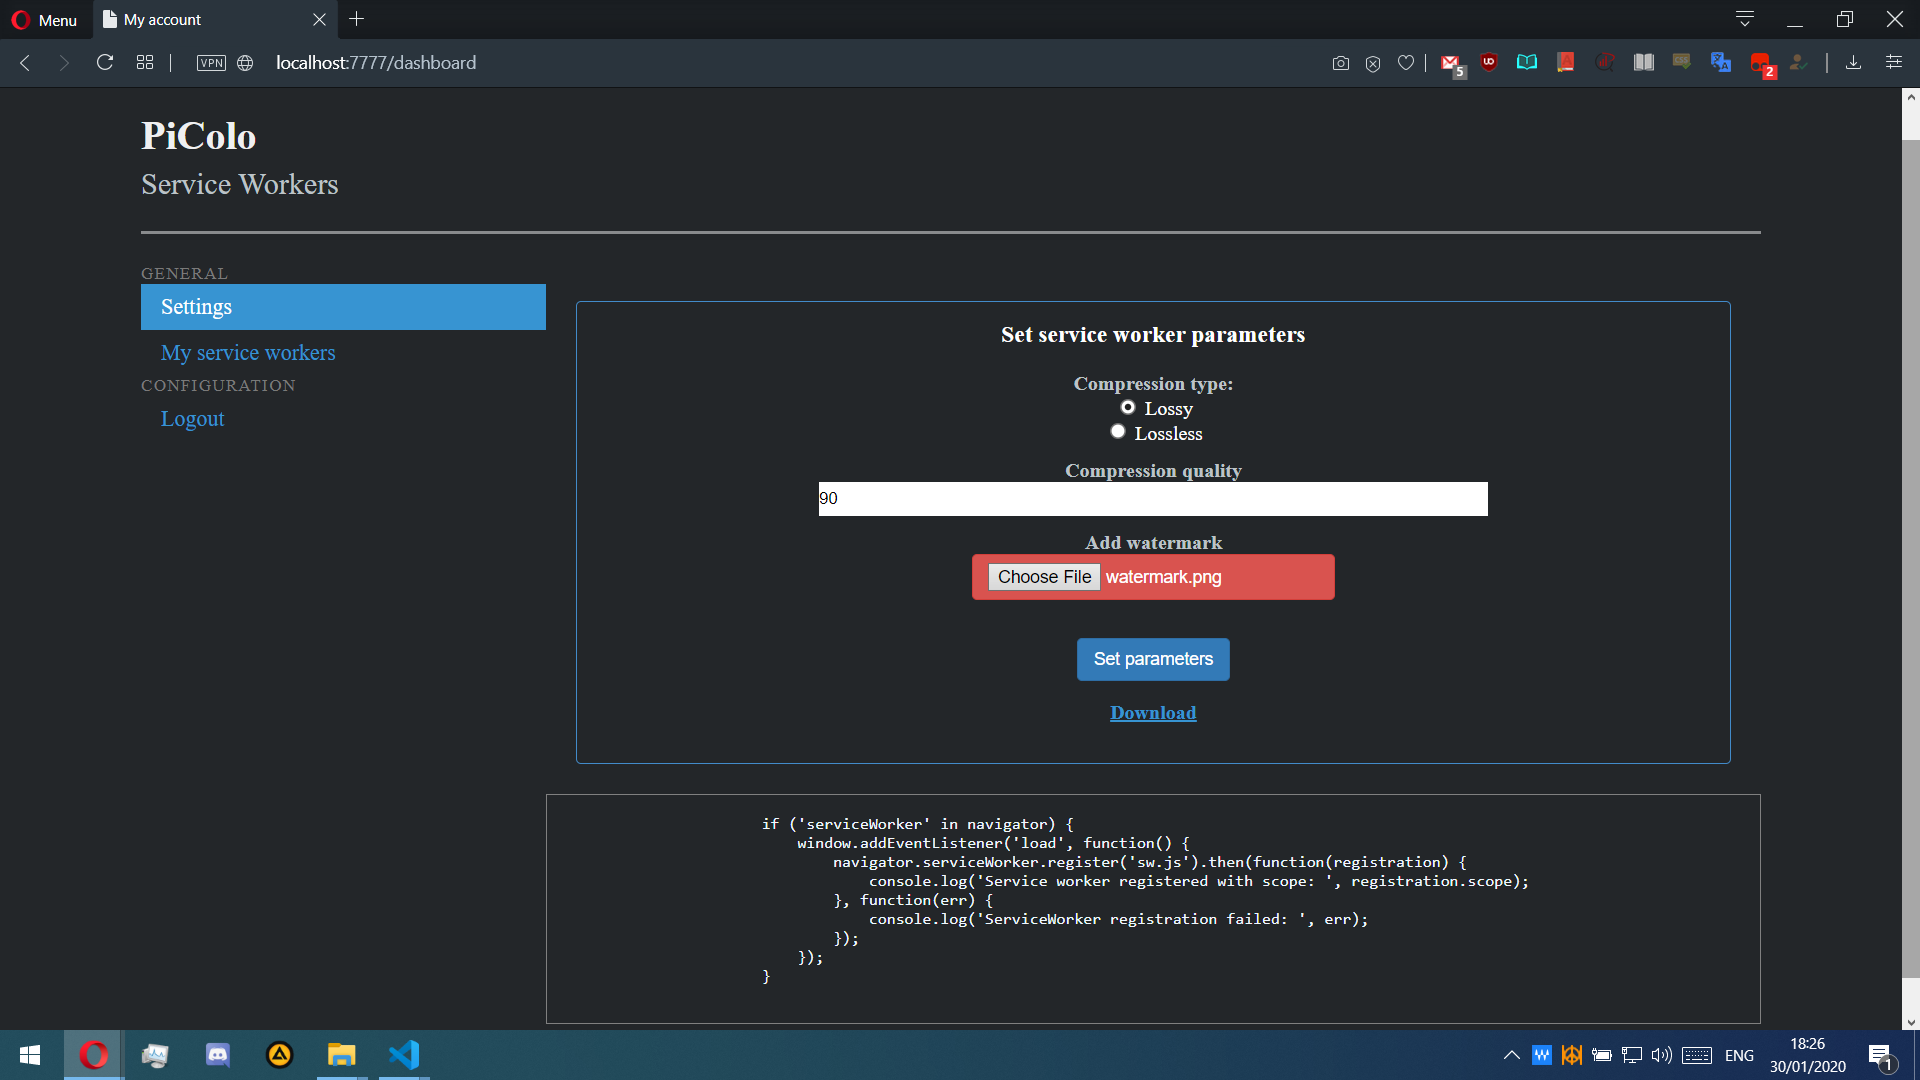 Menu
My account
VPN
localhost:7777/dashboard
5
2
PiColo
Service Workers
GENERAL
Settings
My service workers
CONFIGURATION
Logout
Set service worker parameters
Compression type:
Lossy
Lossless
Compression quality
90
Add watermark
Choose File watermark.png
Set parameters
Download
if ('serviceWorker' in navigator) {
    window.addEventListener('load', function() {
        navigator.serviceWorker.register('sw.js').then(function(registration) {
            console.log('Service worker registered with scope: ', registration.scope);
        }, function(err) {
            console.log('ServiceWorker registration failed: ', err);
        });
    });
}
ENG
18:26
30/01/2020
1